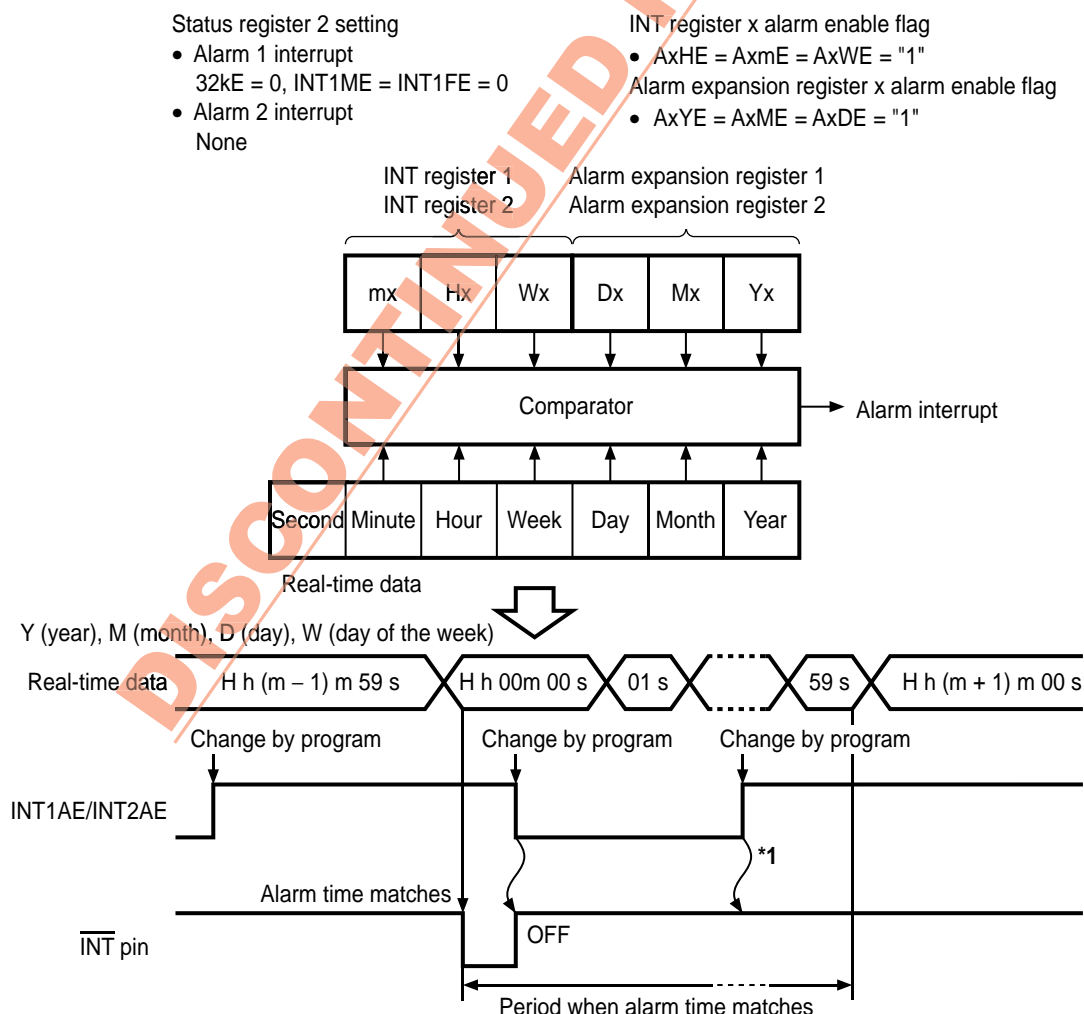 Status register 2 setting
• Alarm 1 interrupt
32kE = 0, INT1ME = INT1FE = 0
• Alarm 2 interrupt
None
INT register x alarm enable flag
• AxHE = AxmE = AxWE = "1"
Alarm expansion register x alarm enable flag
• AxYE = AxME = AxDE = "1"
INT register 1
INT register 2
Alarm expansion register 1
Alarm expansion register 2
mx Hx Wx Dx Mx Yx
Comparator
Alarm interrupt
Second Minute Hour Week Day Month Year
Real-time data
Y (year), M (month), D (day), W (day of the week)
Real-time data
H h (m − 1) m 59 s
H h 00m 00 s
01 s
59 s
H h (m + 1) m 00 s
Change by program
Change by program
Change by program
INT1AE/INT2AE
*1
Alarm time matches
INT pin
OFF
Period when alarm time matches
DISCONTINUED